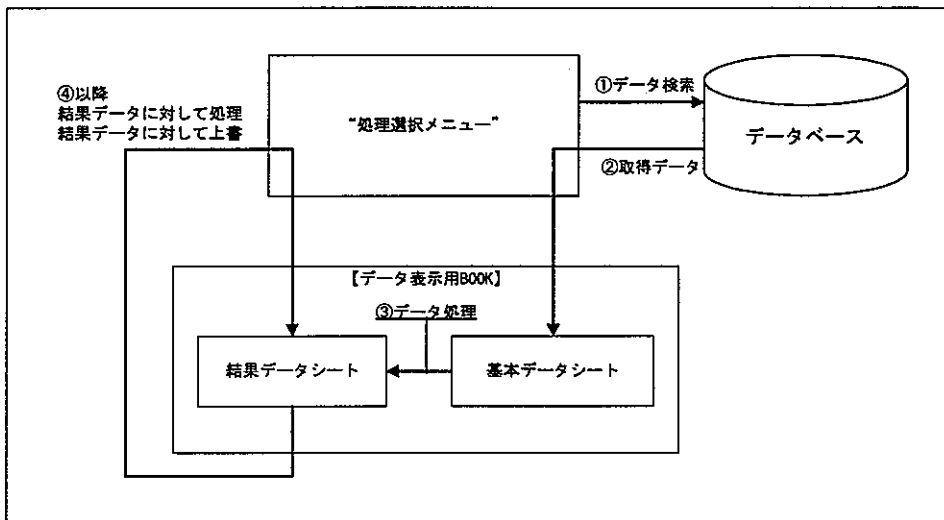 ④以降
結果データに対して処理
結果データに対して上書
“処理選択メニュー”
①データ検索
データベース
②取得データ
【データ表示用BOOK】
③データ処理
結果データシート
基本データシート